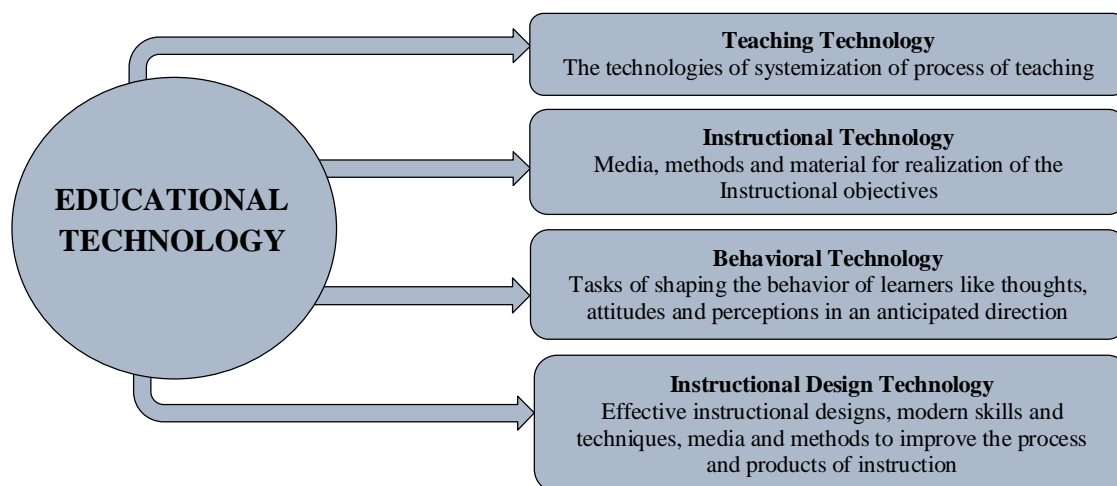 EDUCATIONAL
TECHNOLOGY
Teaching Technology
The technologies of systemization of process of teaching
Instructional Technology
Media, methods and material for realization of the
Instructional objectives
Behavioral Technology
Tasks of shaping the behavior of learners like thoughts,
attitudes and perceptions in an anticipated direction
Instructional Design Technology
Effective instructional designs, modern skills and
techniques, media and methods to improve the process
and products of instruction